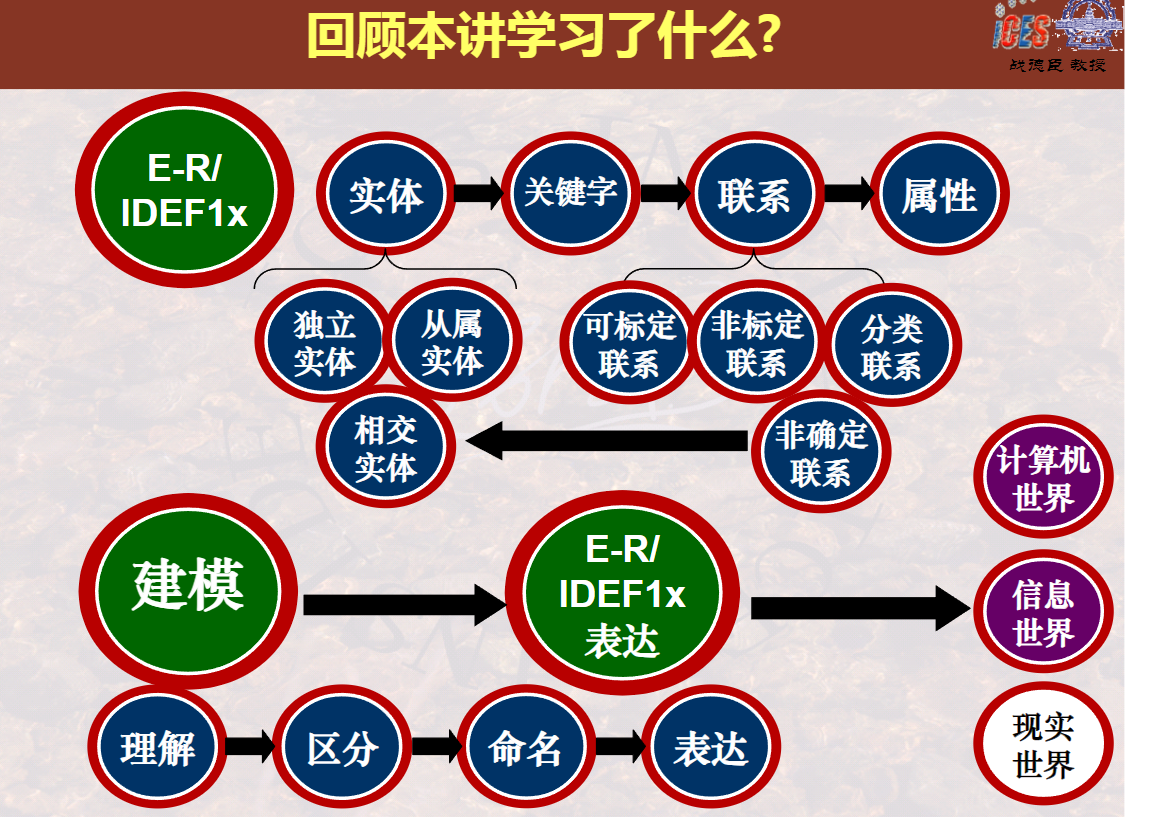 回顾本讲学习了什么?
iCES
战德臣 教授
E-R/
IDEF1x
实体
关键字
联系
属性
独立
实体
从属
实体
可标定
联系
非标定
联系
分类
联系
相交
实体
非确定
联系
计算机
世界
建模
E-R/
IDEF1x
表达
信息
世界
理解
区分
命名
表达
现实
世界